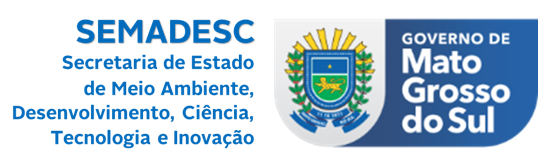 SEMADESC
Secretaria de Estado
de Meio Ambiente,
Desenvolvimento, Ciência,
Tecnologia e Inovação
GOVERNO DE
Mato
Grosso
do Sul